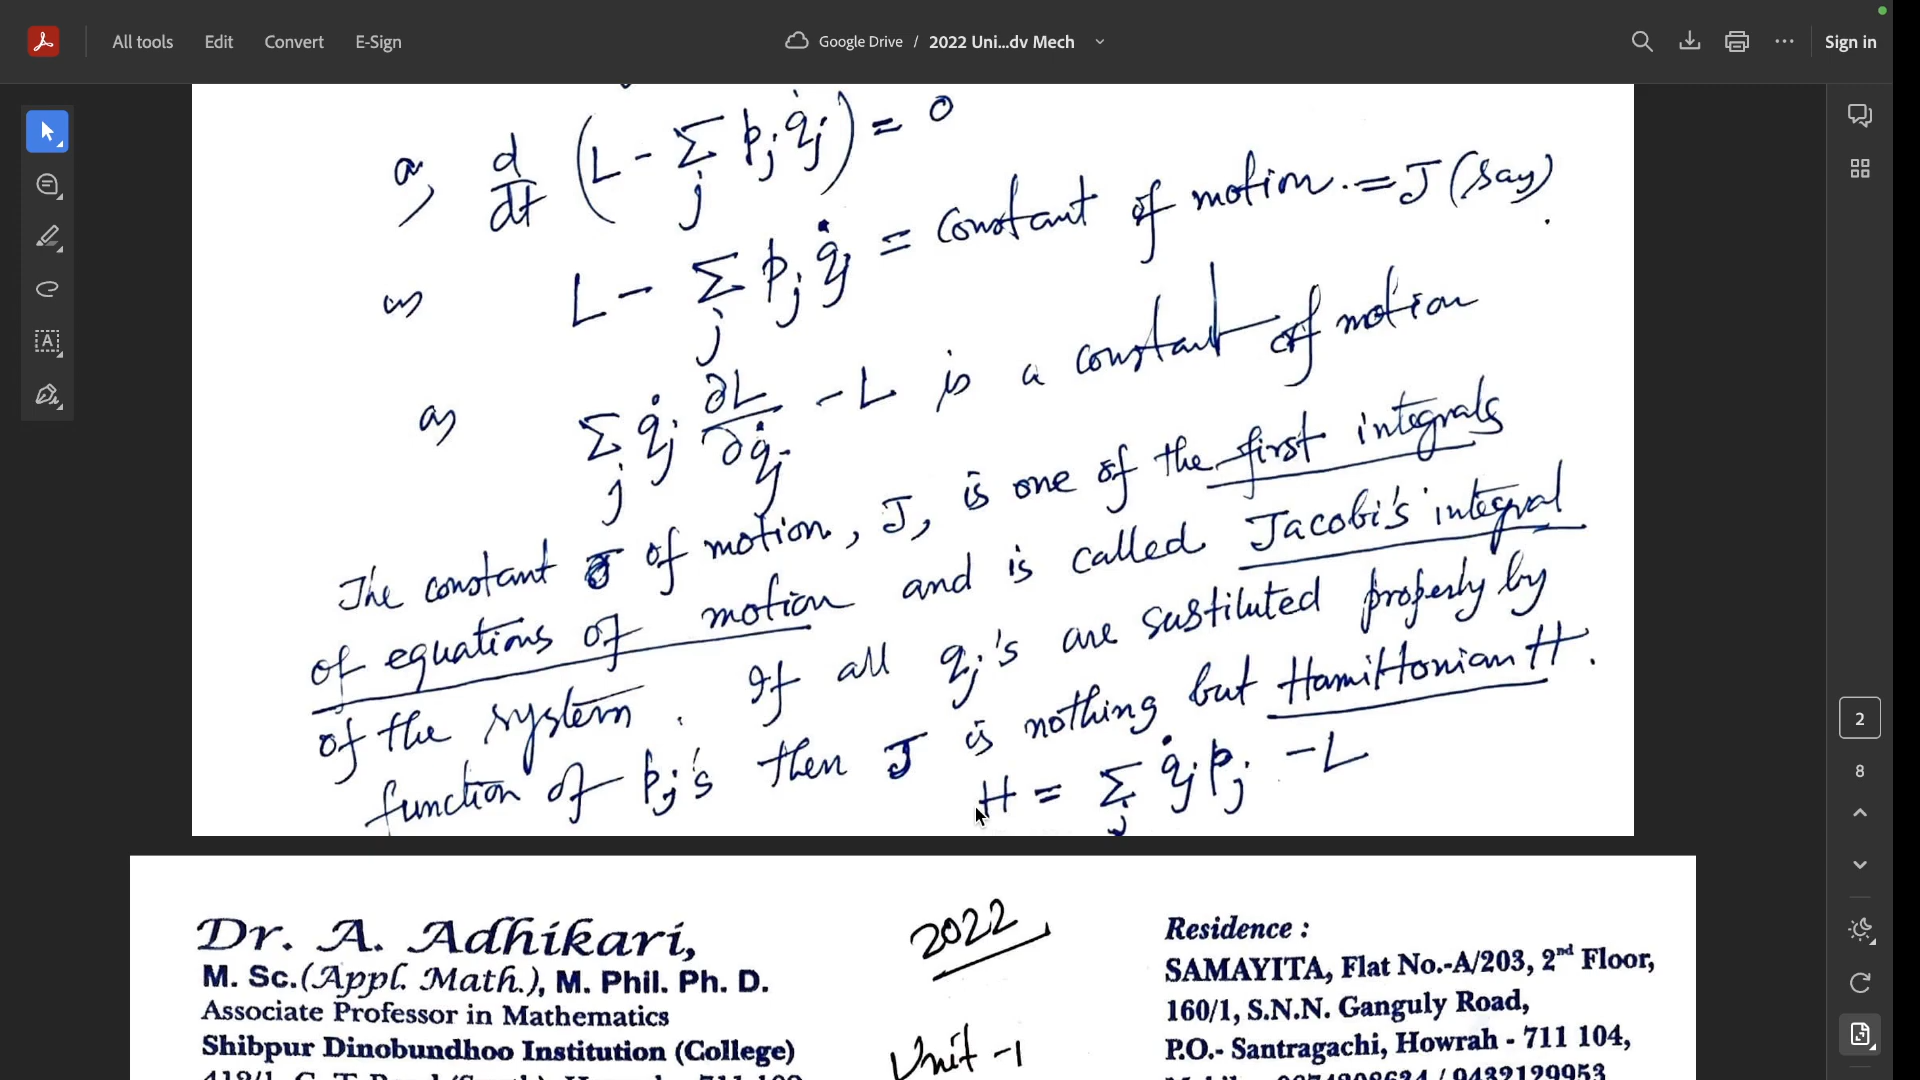 All tools Edit Convert E-Sign Google Drive / 2022 Uni...dv Mech Sign in
or, d/dt (L - Σ_j p_j q̇_j) = 0
or L - Σ_j p_j q̇_j = constant of motion. = J (say).
or Σ_j q̇_j ∂L/∂q̇_j - L is a constant of motion
The constant of motion, J, is one of the first integrals
of equations of motion and is called Jacobi's integral
of the system. If all q_j's are sustiluted properly by
function of p_j's then J is nothing but Hamiltonian H.
H = Σ_j q̇_j p_j - L
2
8
Dr. A. Adhikari,
M. Sc.(Appl. Math.), M. Phil. Ph. D.
Associate Professor in Mathematics
Shibpur Dinobundhoo Institution (College)
2022
Unit -1
Residence :
SAMAYITA, Flat No.-A/203, 2nd Floor,
160/1, S.N.N. Ganguly Road,
P.O.- Santragachi, Howrah - 711 104,